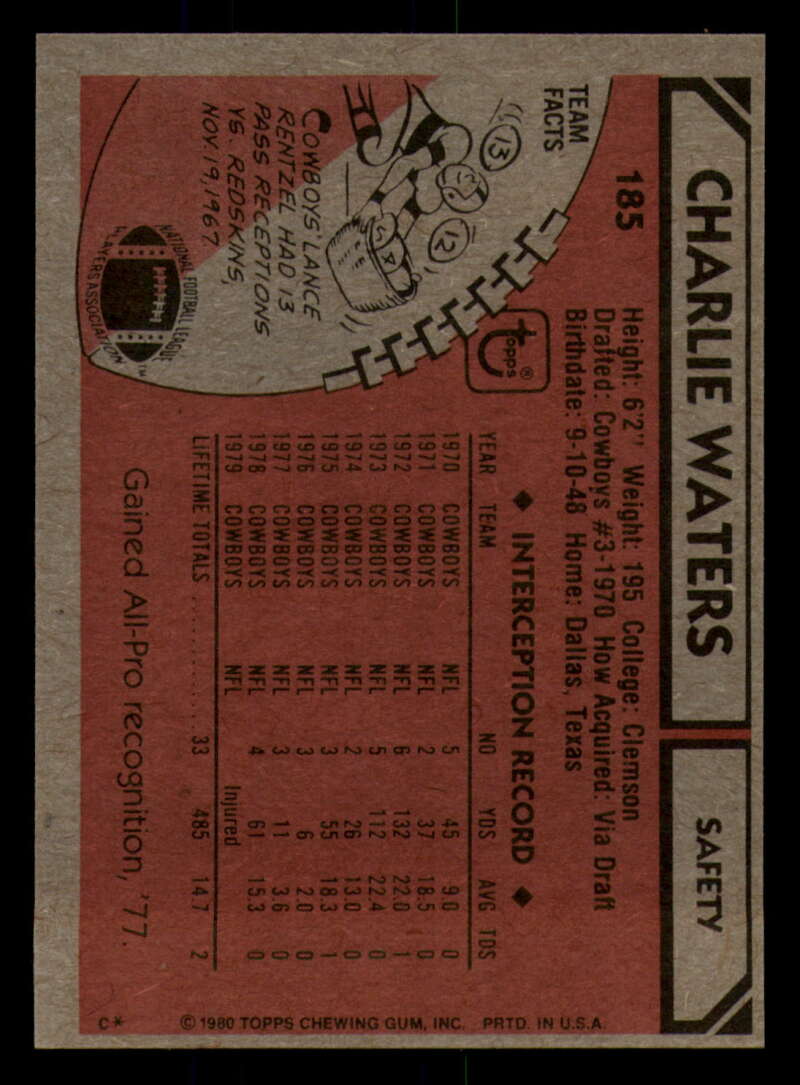 CHARLIE WATERS
SAFETY
185
Height: 6'2" Weight: 195 College: Clemson
Drafted: Cowboys #3-1970 How Acquired: Via Draft
Birthdate: 9-10-48 Home: Dallas, Texas
TEAM
FACTS
13
12
topps®
COWBOYS' LANCE
RENTZEL HAD 13
PASS RECEPTIONS
VS. REDSKINS,
NOV. 19, 1967.
NATIONAL FOOTBALL LEAGUE
PLAYERS ASSOCIATION™
◆ INTERCEPTION RECORD ◆
YEAR TEAM NO YDS AVG TDS
1970 COWBOYS NFL 5 45 9.0 0
1971 COWBOYS NFL 2 37 18.5 0
1972 COWBOYS NFL 6 132 22.0 1
1973 COWBOYS NFL 5 112 22.4 0
1974 COWBOYS NFL 2 26 13.0 0
1975 COWBOYS NFL 3 55 18.3 1
1976 COWBOYS NFL 3 6 2.0 0
1977 COWBOYS NFL 3 11 3.6 0
1978 COWBOYS NFL 4 61 15.3 0
1979 COWBOYS NFL Injured
LIFETIME TOTALS 33 485 14.7 2
Gained All-Pro recognition, '77.
C* © 1980 TOPPS CHEWING GUM, INC. PRTD. IN U.S.A.